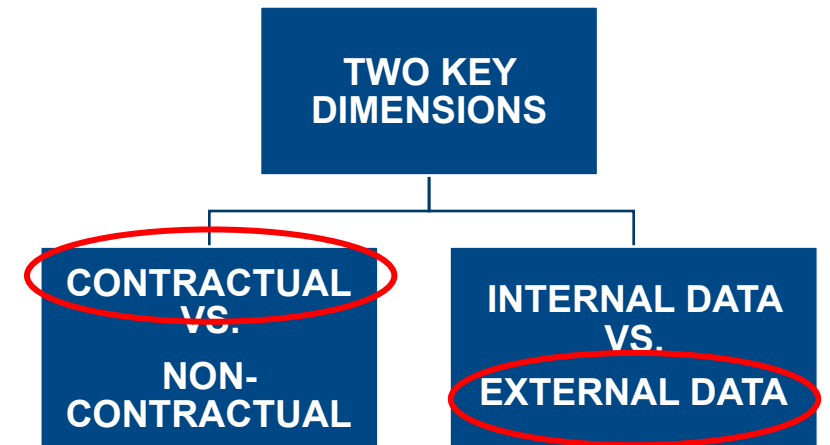 TWO KEY
DIMENSIONS
CONTRACTUAL
VS.
NON-
CONTRACTUAL
INTERNAL DATA
VS.
EXTERNAL DATA